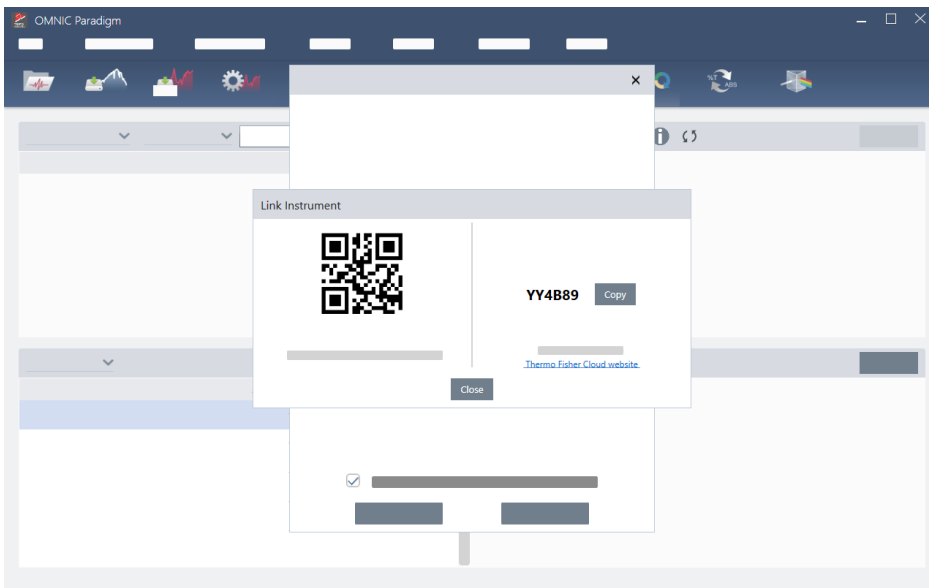 OMNIC Paradigm
Link Instrument
YY4B89
Copy
Thermo Fisher Cloud website
Close